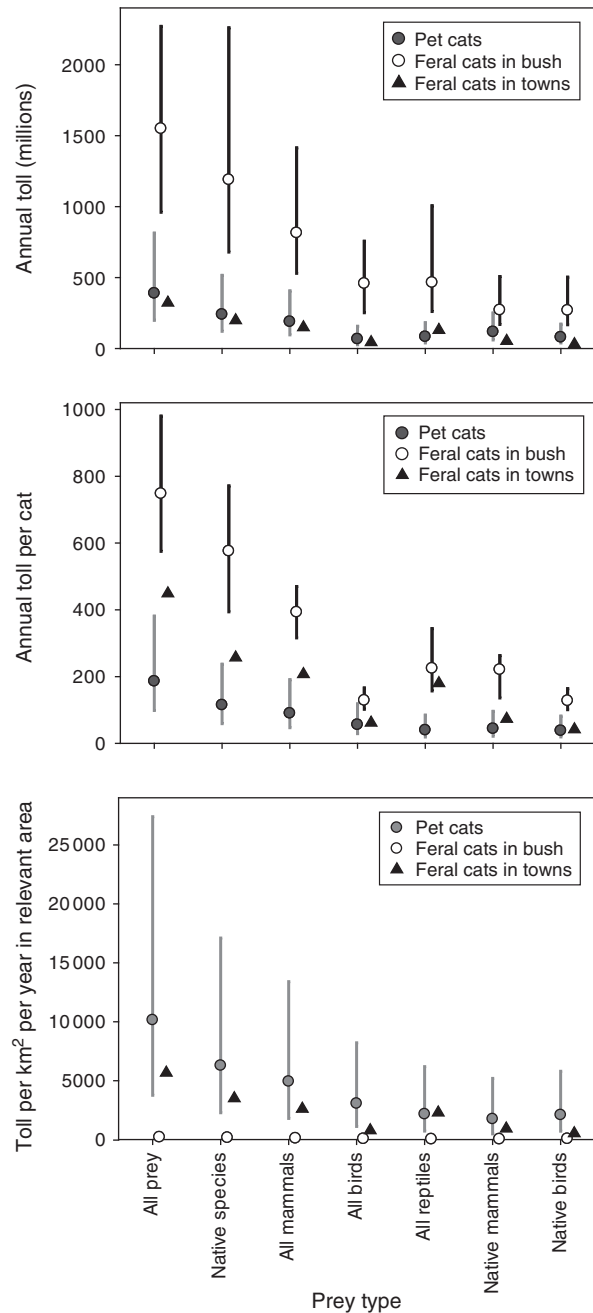 Annual toll (millions)
2000
1500
1000
500
0
Pet cats
Feral cats in bush
Feral cats in towns
Annual toll per cat
1000
800
600
400
200
0
Pet cats
Feral cats in bush
Feral cats in towns
Toll per km² per year in relevant area
25 000
20 000
15 000
10 000
5000
0
Pet cats
Feral cats in bush
Feral cats in towns
All prey
Native species
All mammals
All birds
All reptiles
Native mammals
Native birds
Prey type